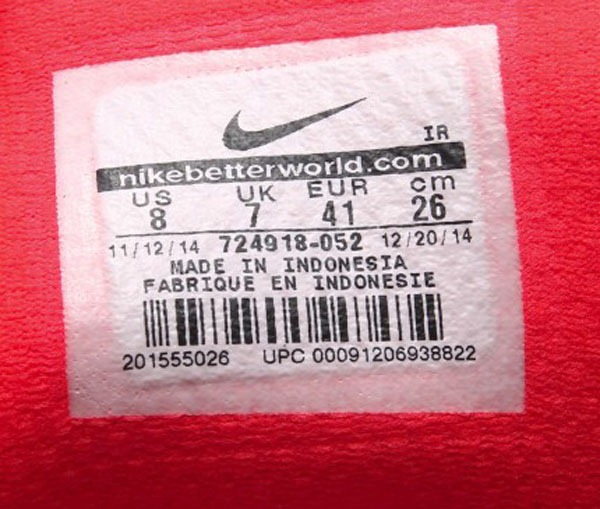 IR
nikebetterworld.com
US UK EUR cm
8 7 41 26
11/12/14 724918-052 12/20/14
MADE IN INDONESIA
FABRIQUE EN INDONESIE
201555026 UPC 00091206938822